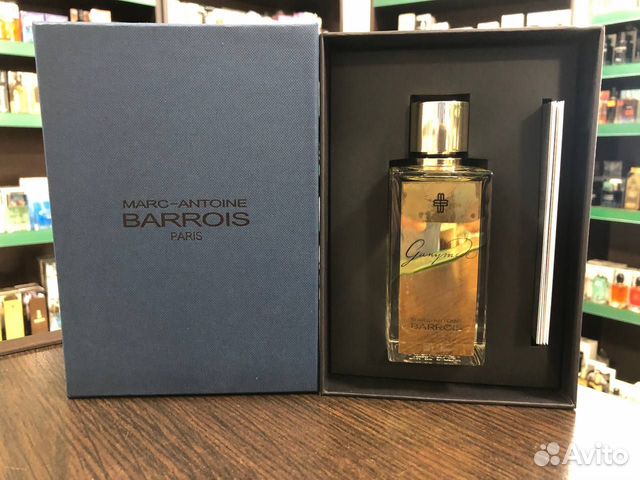 MARC-ANTOINE
BARROIS
PARIS
Ganymede
MARC-ANTOINE
BARROIS
Avito